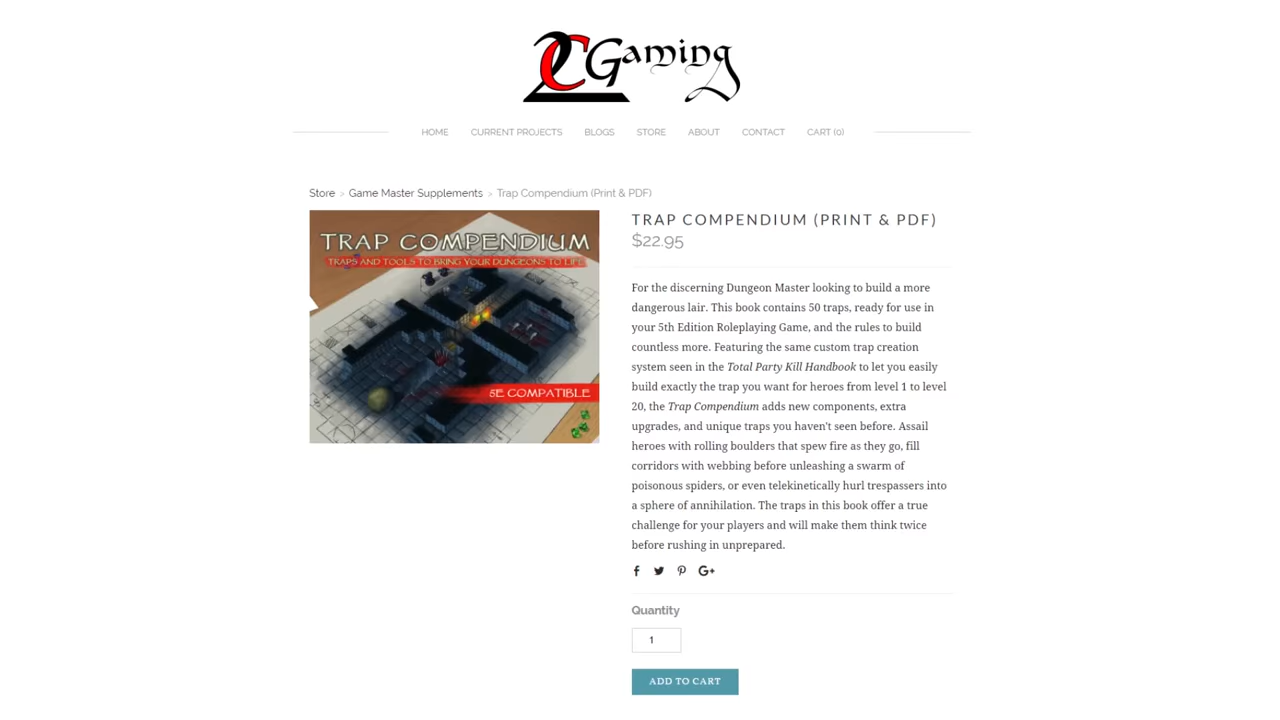 2CGaming
HOME CURRENT PROJECTS BLOGS STORE ABOUT CONTACT CART (0)
Store > Game Master Supplements > Trap Compendium (Print & PDF)
TRAP COMPENDIUM
TRAPS AND TOOLS TO BRING YOUR DUNGEONS TO LIFE
5E COMPATIBLE
TRAP COMPENDIUM (PRINT & PDF)
$22.95
For the discerning Dungeon Master looking to build a more
dangerous lair. This book contains 50 traps, ready for use in
your 5th Edition Roleplaying Game, and the rules to build
countless more. Featuring the same custom trap creation
system seen in the Total Party Kill Handbook to let you easily
build exactly the trap you want for heroes from level 1 to level
20, the Trap Compendium adds new components, extra
upgrades, and unique traps you haven't seen before. Assail
heroes with rolling boulders that spew fire as they go, fill
corridors with webbing before unleashing a swarm of
poisonous spiders, or even telekinetically hurl trespassers into
a sphere of annihilation. The traps in this book offer a true
challenge for your players and will make them think twice
before rushing in unprepared.
G+
Quantity
1
ADD TO CART